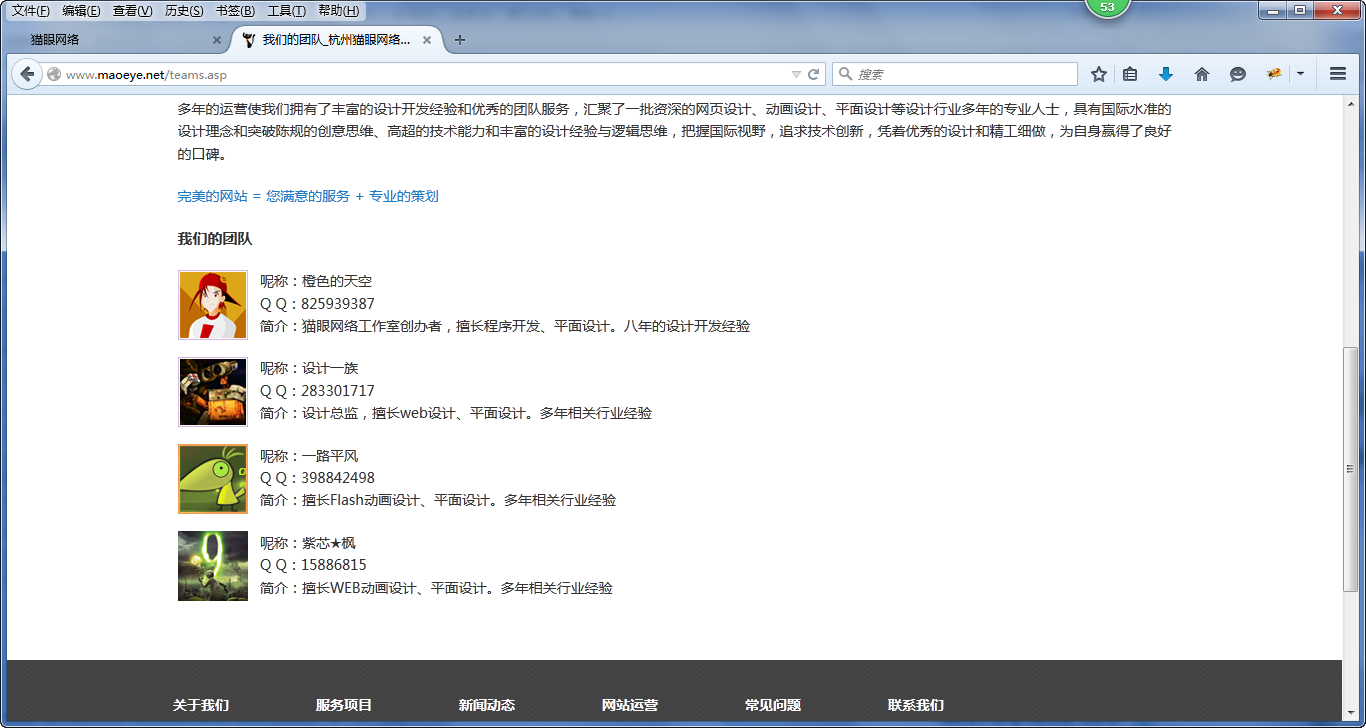 文件(F) 编辑(E) 查看(V) 历史(S) 书签(B) 工具(T) 帮助(H)
53
猫眼网络
我们的团队_杭州猫眼网络...
www.maoeye.net/teams.asp
搜索
多年的运营使我们拥有了丰富的设计开发经验和优秀的团队服务，汇聚了一批资深的网页设计、动画设计、平面设计等设计行业多年的专业人士，具有国际水准的
设计理念和突破陈规的创意思维、高超的技术能力和丰富的设计经验与逻辑思维，把握国际视野，追求技术创新，凭着优秀的设计和精工细做，为自身赢得了良好
的口碑。
完美的网站 = 您满意的服务 + 专业的策划
我们的团队
昵称：橙色的天空
Q Q：825939387
简介：猫眼网络工作室创办者，擅长程序开发、平面设计。八年的设计开发经验
昵称：设计一族
Q Q：283301717
简介：设计总监，擅长web设计、平面设计。多年相关行业经验
昵称：一路平风
Q Q：398842498
简介：擅长Flash动画设计、平面设计。多年相关行业经验
9
昵称：紫芯★枫
Q Q：15886815
简介：擅长WEB动画设计、平面设计。多年相关行业经验
关于我们 服务项目 新闻动态 网站运营 常见问题 联系我们